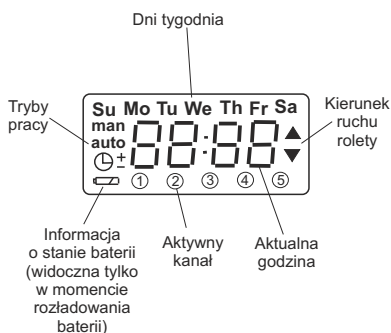 Dni tygodnia
Tryby
pracy
Su Mo Tu We Th Fr Sa
man
auto
88:88
+
-
1 2 3 4 5
Kierunek
ruchu
rolety
Informacja
o stanie baterii
(widoczna tylko
w momencie
rozładowania
baterii)
Aktywny
kanał
Aktualna
godzina